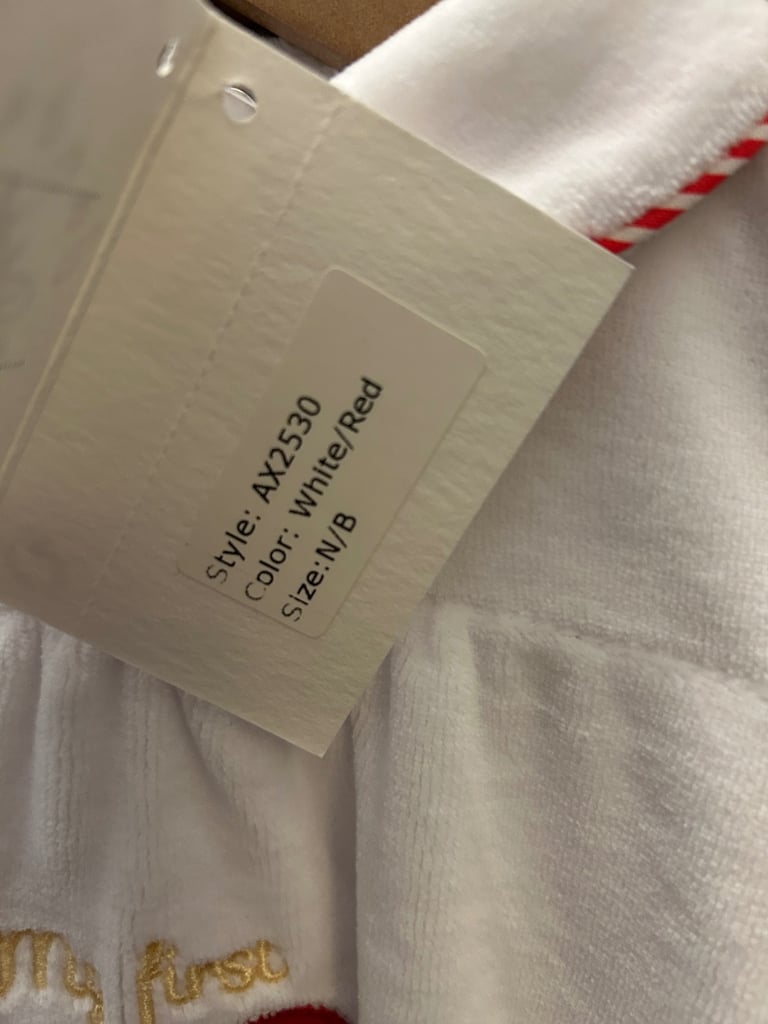 Style: AX2530
Color: White/Red
Size:N/B
My first